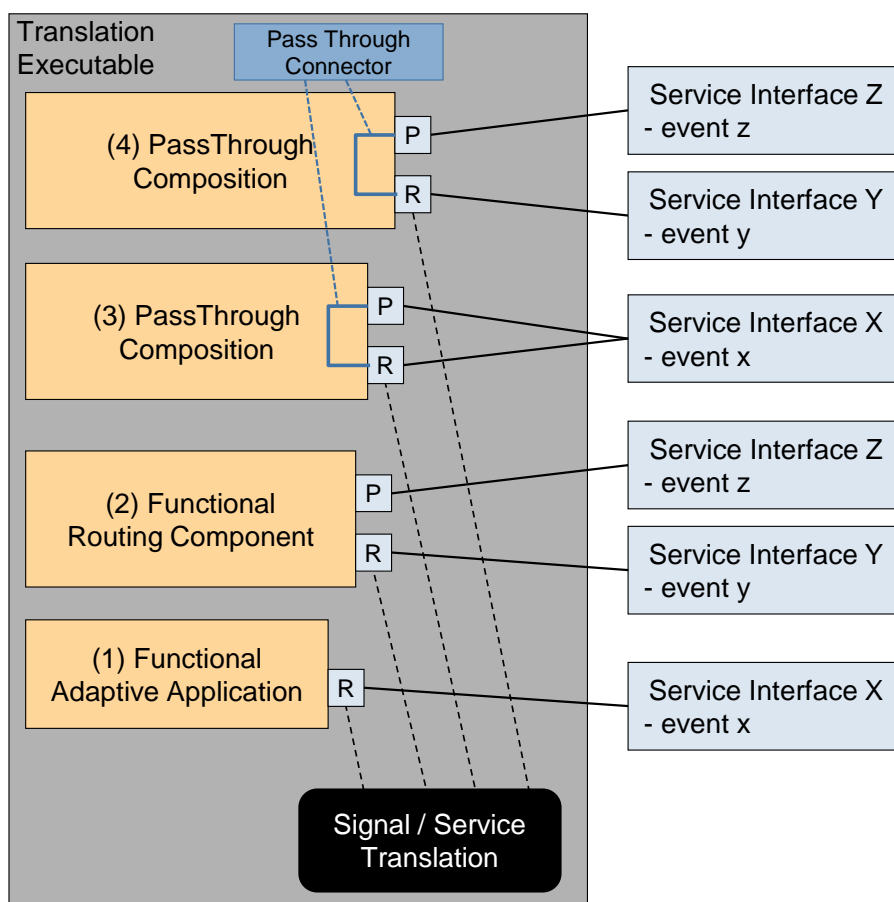 Translation
Executable
Pass Through
Connector
(4) PassThrough
Composition
P
R
Service Interface Z
- event z
Service Interface Y
- event y
(3) PassThrough
Composition
P
R
Service Interface X
- event x
(2) Functional
Routing Component
P
R
Service Interface Z
- event z
Service Interface Y
- event y
(1) Functional
Adaptive Application
R
Service Interface X
- event x
Signal / Service
Translation